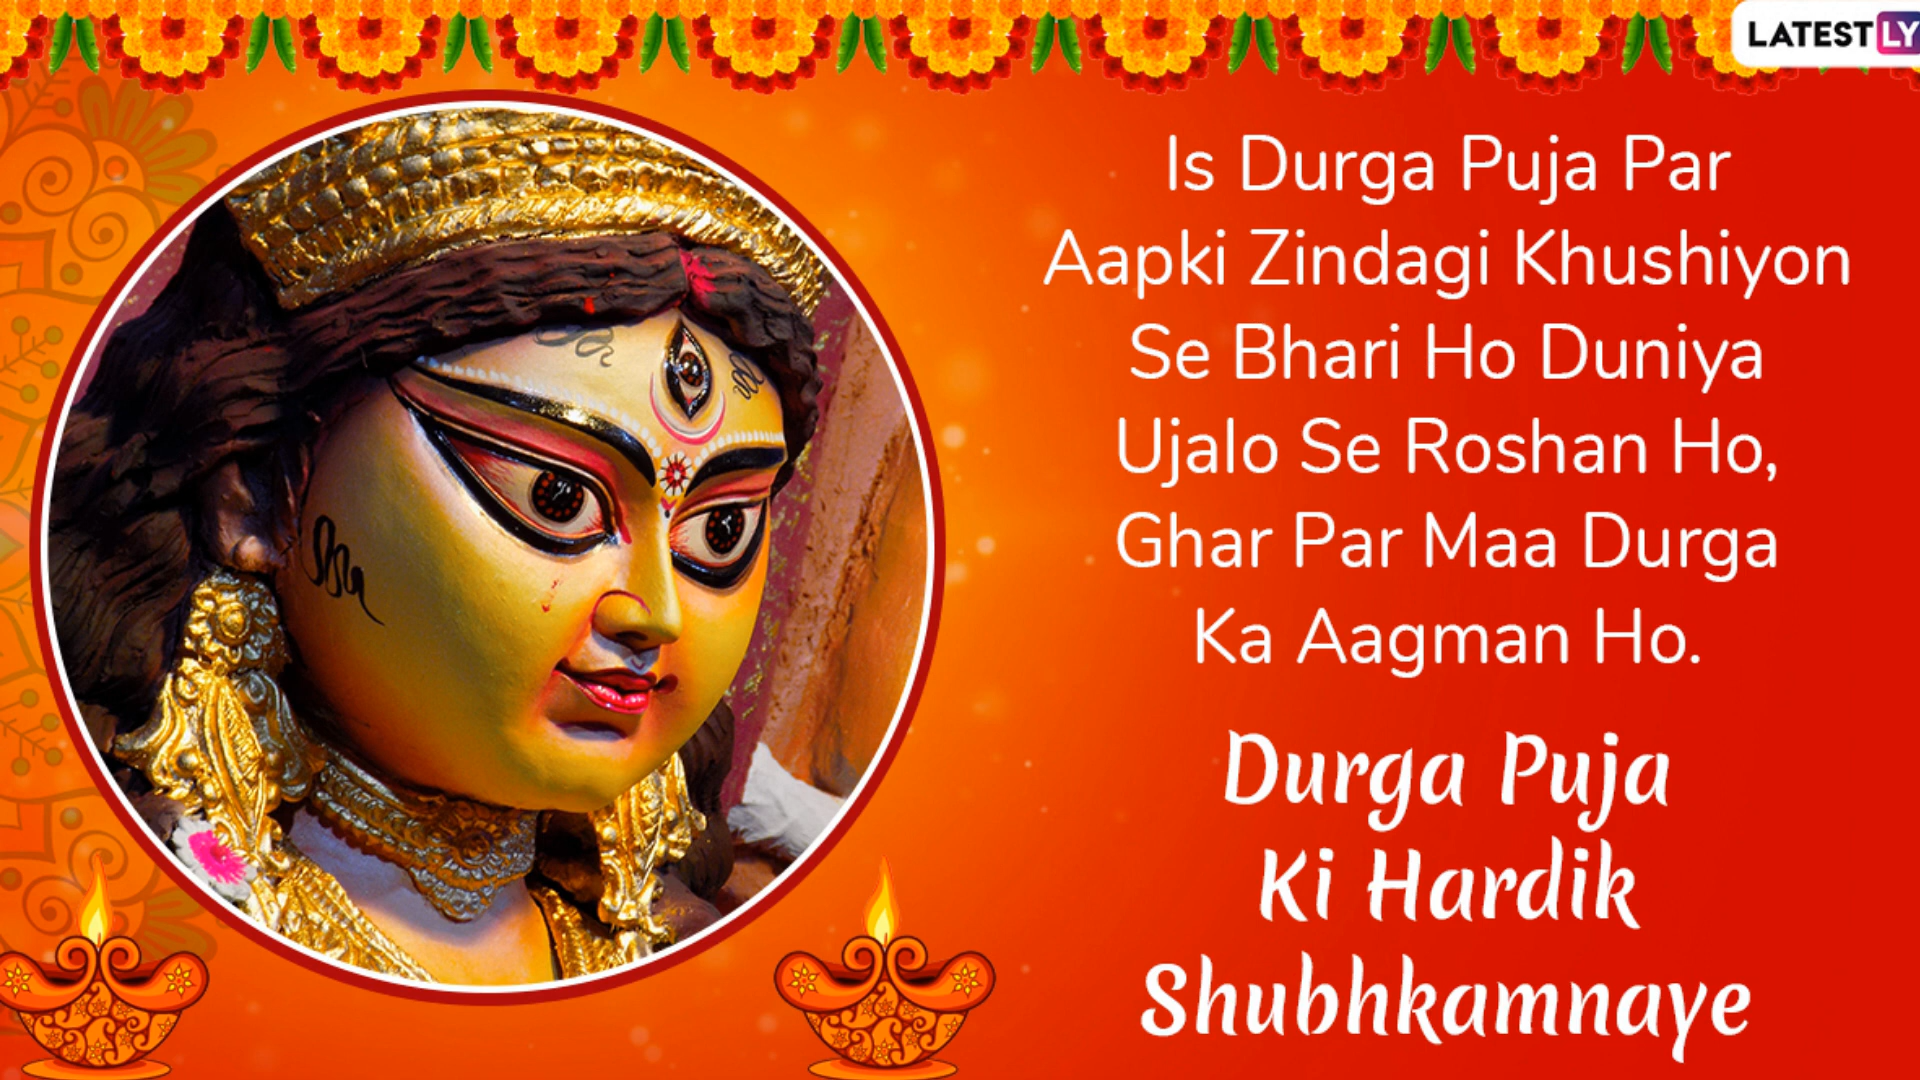 LATESTLY
Is Durga Puja Par
Aapki Zindagi Khushiyon
Se Bhari Ho Duniya
Ujalo Se Roshan Ho,
Ghar Par Maa Durga
Ka Aagman Ho.
Durga Puja
Ki Hardik
Shubhkamnaye